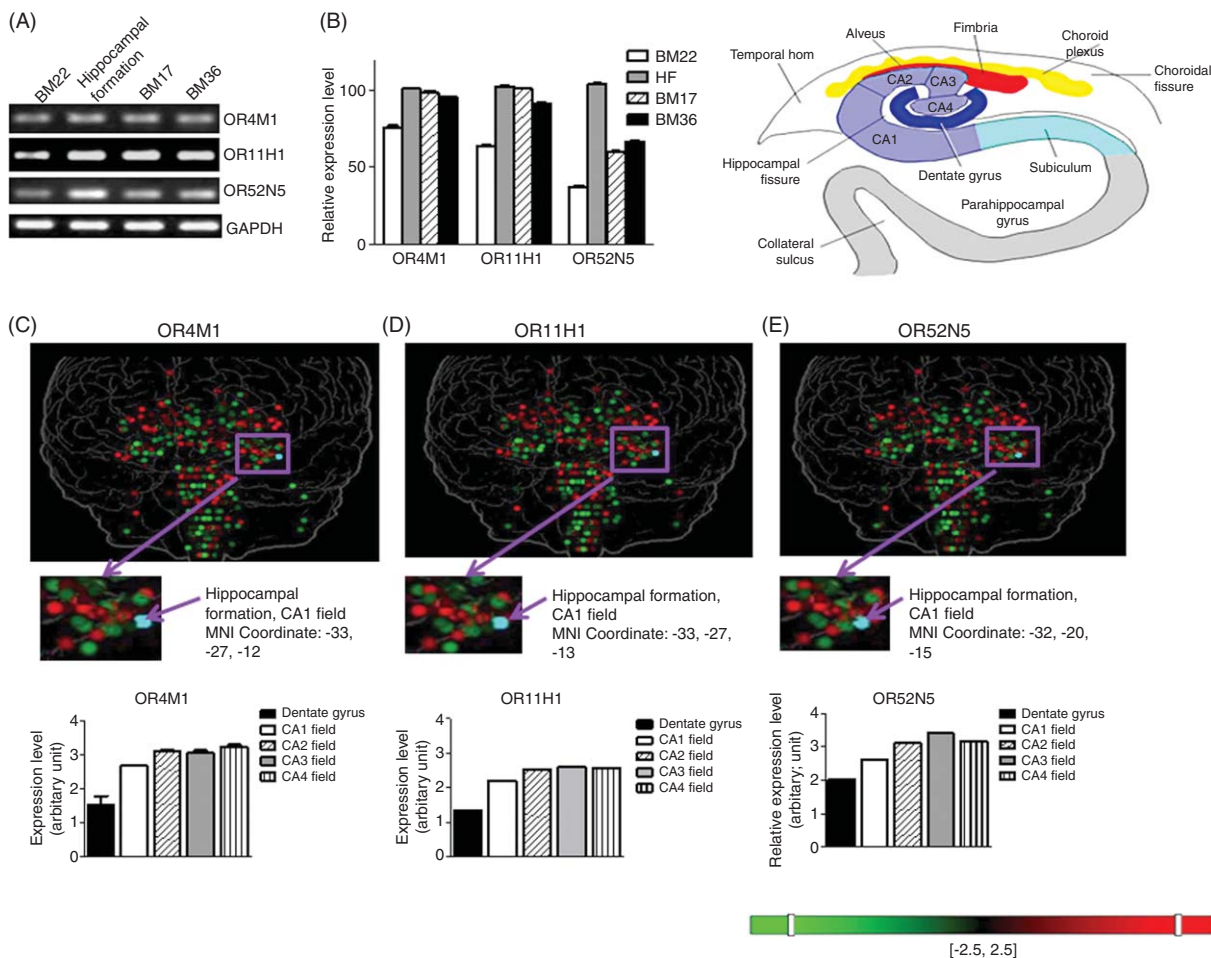 (A)
BM22
Hippocampal
formation
BM17
BM36
OR4M1
OR11H1
OR52N5
GAPDH
(B)
Relative expression level
100
50
0
OR4M1
OR11H1
OR52N5
BM22
HF
BM17
BM36
Temporal horn
Alveus
Fimbria
Choroid
plexus
Choroidal
fissure
CA2
CA3
CA4
CA1
Hippocampal
fissure
Dentate gyrus
Subiculum
Parahippocampal
gyrus
Collateral
sulcus
(C)
OR4M1
Hippocampal
formation, CA1 field
MNI Coordinate: -33,
-27, -12
OR4M1
Expression level
(arbitary unit)
4
3
2
1
0
Dentate gyrus
CA1 field
CA2 field
CA3 field
CA4 field
(D)
OR11H1
Hippocampal formation,
CA1 field
MNI Coordinate: -33, -27,
-13
OR11H1
Expression level
(arbitary unit)
4
3
2
1
0
Dentate gyrus
CA1 field
CA2 field
CA3 field
CA4 field
(E)
OR52N5
Hippocampal formation,
CA1 field
MNI Coordinate: -32, -20,
-15
OR52N5
Relative expression level
(arbitary; unit)
4
3
2
1
0
Dentate gyrus
CA1 field
CA2 field
CA3 field
CA4 field
[-2.5, 2.5]